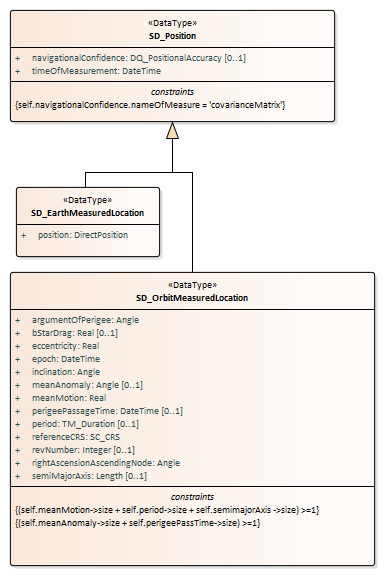 «DataType»
SD_Position
+ navigationalConfidence: DQ_PositionalAccuracy [0..1]
+ timeOfMeasurement: DateTime
constraints
{self.navigationalConfidence.nameOfMeasure = 'covarianceMatrix'}
«DataType»
SD_EarthMeasuredLocation
+ position: DirectPosition
«DataType»
SD_OrbitMeasuredLocation
+ argumentOfPerigee: Angle
+ bStarDrag: Real [0..1]
+ eccentricity: Real
+ epoch: DateTime
+ inclination: Angle
+ meanAnomaly: Angle [0..1]
+ meanMotion: Real
+ perigeePassageTime: DateTime [0..1]
+ period: TM_Duration [0..1]
+ referenceCRS: SC_CRS
+ revNumber: Integer [0..1]
+ rightAscensionAscendingNode: Angle
+ semiMajorAxis: Length [0..1]
constraints
{(self.meanMotion->size + self.period->size + self.semimajorAxis ->size) >=1}
{(self.meanAnomaly->size + self.perigeePassTime->size) >=1}